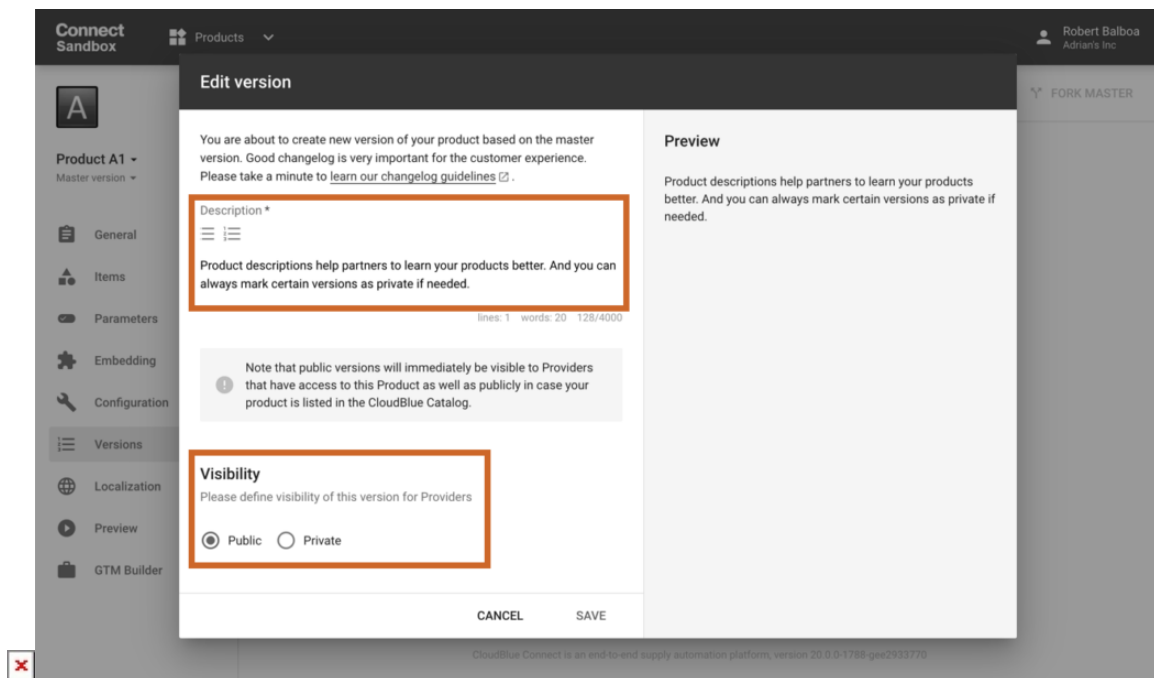 Connect
Sandbox
Products
Robert Balboa
Adrian's Inc
Edit version
FORK MASTER
A
Product A1
Master version
You are about to create new version of your product based on the master
version. Good changelog is very important for the customer experience.
Please take a minute to learn our changelog guidelines .
Preview
Product descriptions help partners to learn your products
better. And you can always mark certain versions as private if
needed.
Description *
Product descriptions help partners to learn your products better. And you can
always mark certain versions as private if needed.
lines: 1 words: 20 128/4000
General
Items
Parameters
Embedding
Configuration
Versions
Localization
Preview
GTM Builder
Note that public versions will immediately be visible to Providers
that have access to this Product as well as publicly in case your
product is listed in the CloudBlue Catalog.
Visibility
Please define visibility of this version for Providers
Public Private
CANCEL SAVE
CloudBlue Connect is an end-to-end supply automation platform, version 20.0.0-1788-gee2933770